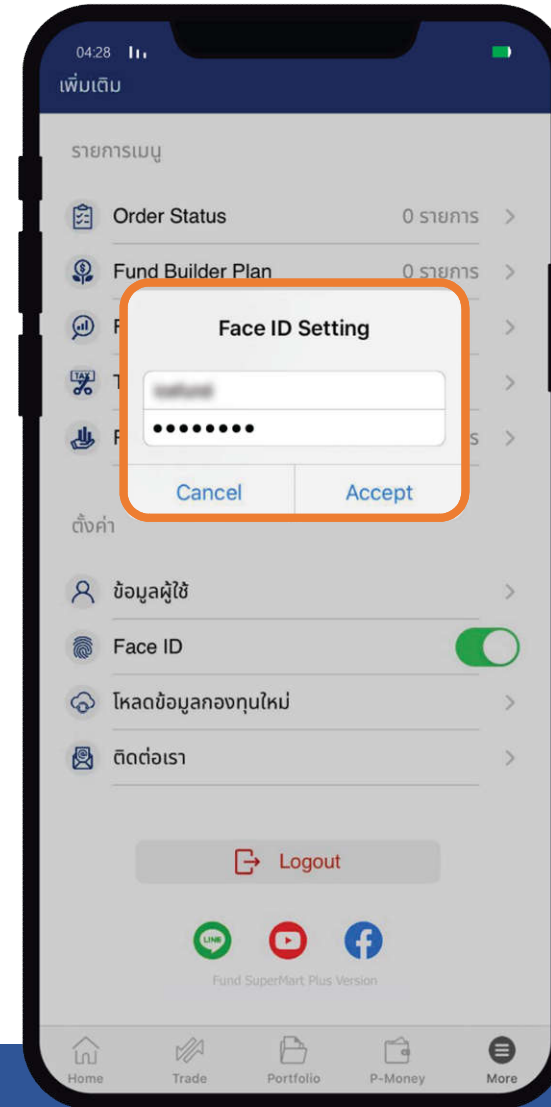 04:28
เพิ่มเติม
รายการเมนู
Order Status 0 รายการ
Fund Builder Plan 0 รายการ
F
Face ID Setting
T
F
s
Cancel Accept
ตั้งค่า
ข้อมูลผู้ใช้
Face ID
โหลดข้อมูลกองทุนใหม่
ติดต่อเรา
Logout
LINE
Fund SuperMart Plus Version
Home Trade Portfolio P-Money More